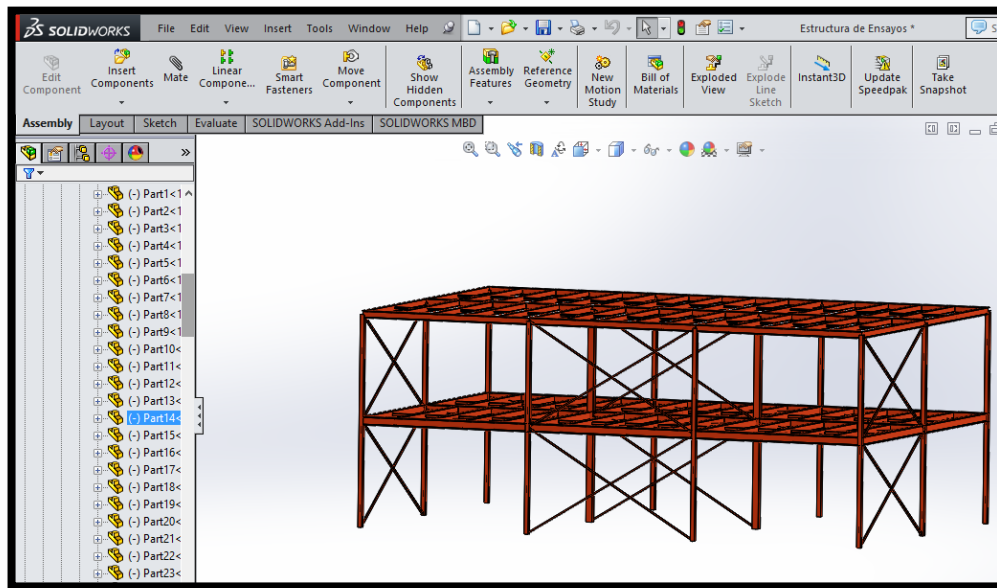 SOLIDWORKS File Edit View Insert Tools Window Help Estructura de Ensayos * S
Edit Component
Insert Components
Mate
Linear Compone...
Smart Fasteners
Move Component
Show Hidden Components
Assembly Features
Reference Geometry
New Motion Study
Bill of Materials
Exploded View
Explode Line Sketch
Instant3D
Update Speedpak
Take Snapshot
Assembly Layout Sketch Evaluate SOLIDWORKS Add-Ins SOLIDWORKS MBD
»
(-) Part1<1
(-) Part2<1
(-) Part3<1
(-) Part4<1
(-) Part5<1
(-) Part6<1
(-) Part7<1
(-) Part8<1
(-) Part9<1
(-) Part10<
(-) Part11<
(-) Part12<
(-) Part13<
(-) Part14<
(-) Part15<
(-) Part16<
(-) Part17<
(-) Part18<
(-) Part19<
(-) Part20<
(-) Part21<
(-) Part22<
(-) Part23<